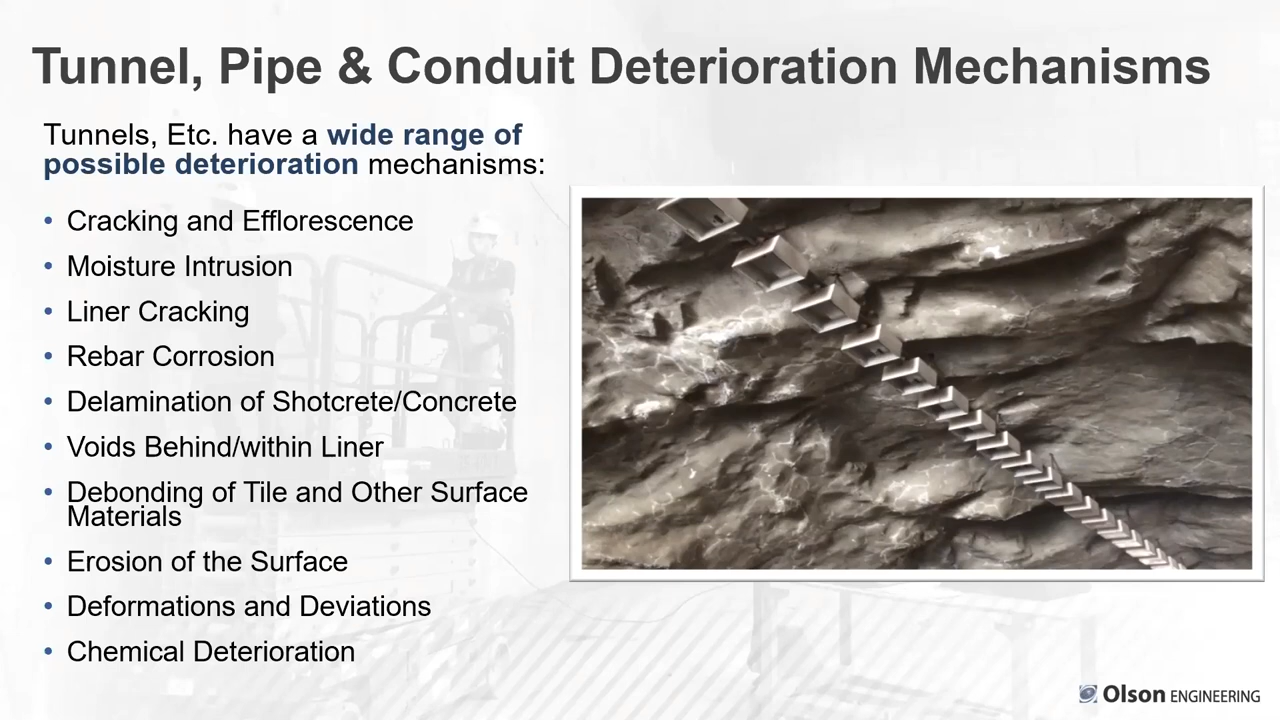 Tunnel, Pipe & Conduit Deterioration Mechanisms
Tunnels, Etc. have a wide range of
possible deterioration mechanisms:
• Cracking and Efflorescence
• Moisture Intrusion
• Liner Cracking
• Rebar Corrosion
• Delamination of Shotcrete/Concrete
• Voids Behind/within Liner
• Debonding of Tile and Other Surface
Materials
• Erosion of the Surface
• Deformations and Deviations
• Chemical Deterioration
Olson ENGINEERING